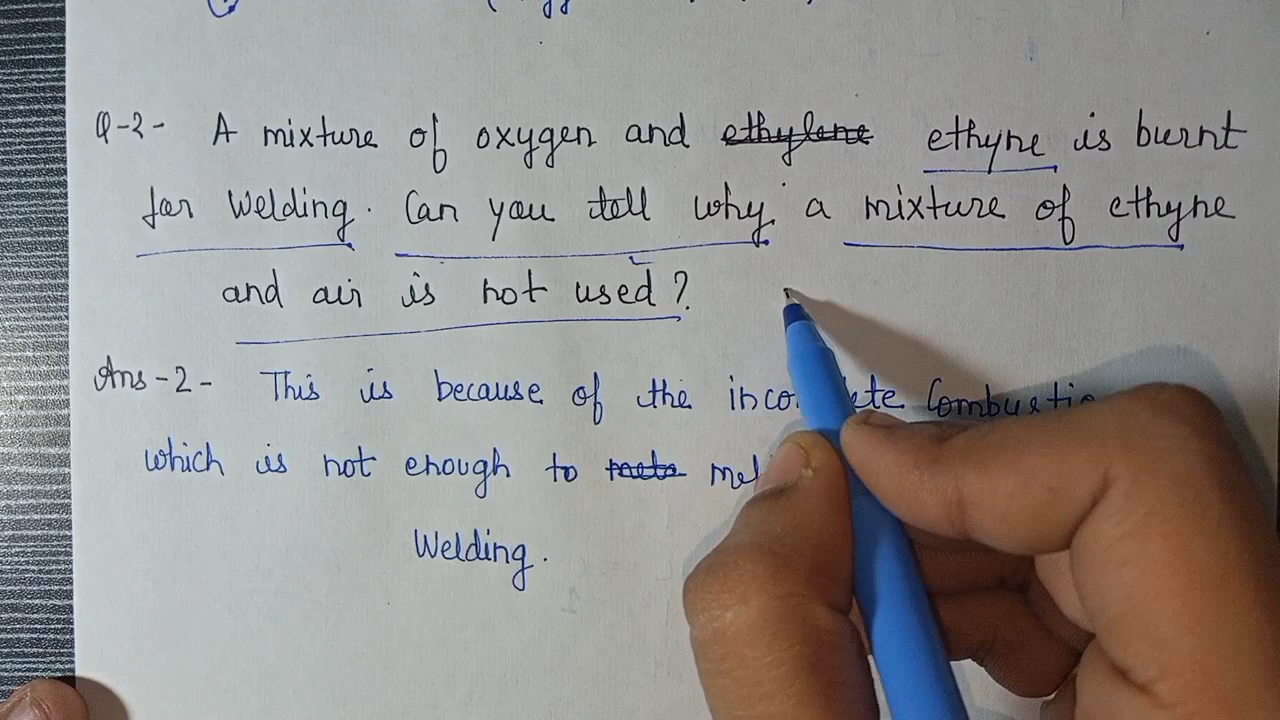 Q-2- A mixture of oxygen and ethylene ethyne is burnt
for Welding. Can you tell why a mixture of ethyne
and air is not used?
Ans-2- This is because of the Combustio
which is not enough to
Welding.